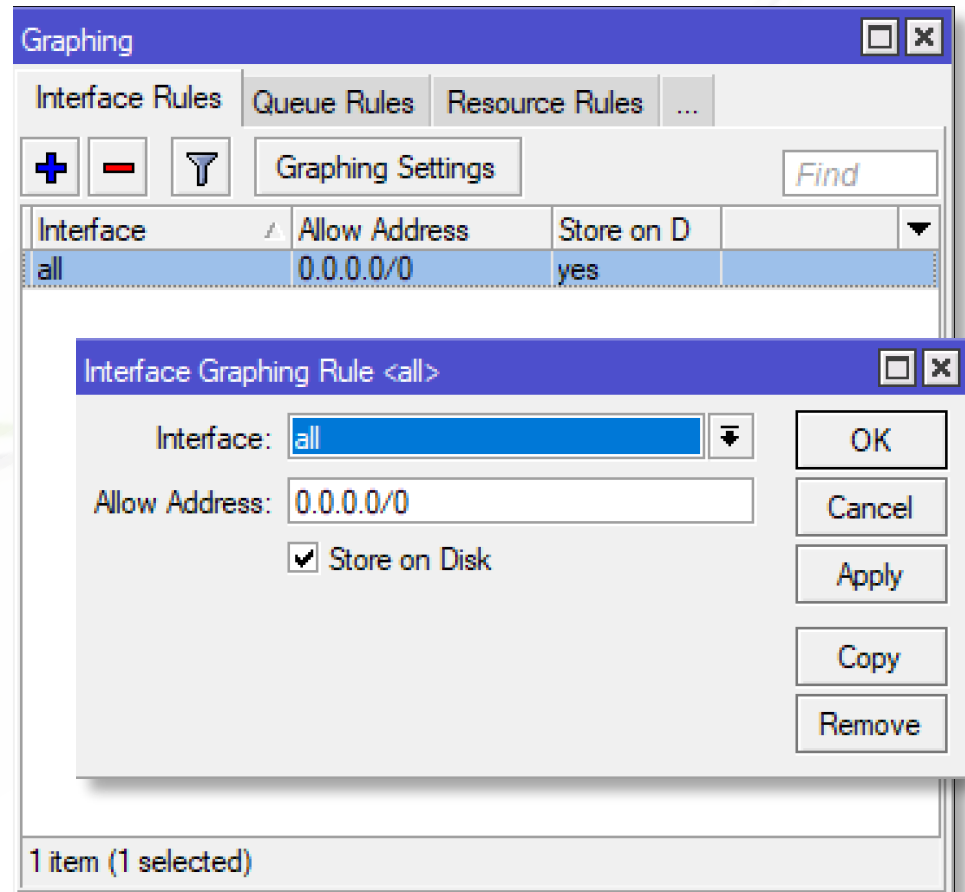 Graphing
Interface Rules Queue Rules Resource Rules ...
Graphing Settings Find
Interface Allow Address Store on D
all 0.0.0.0/0 yes
Interface Graphing Rule <all>
Interface: all OK
Allow Address: 0.0.0.0/0 Cancel
Store on Disk Apply
Copy
Remove
1 item (1 selected)